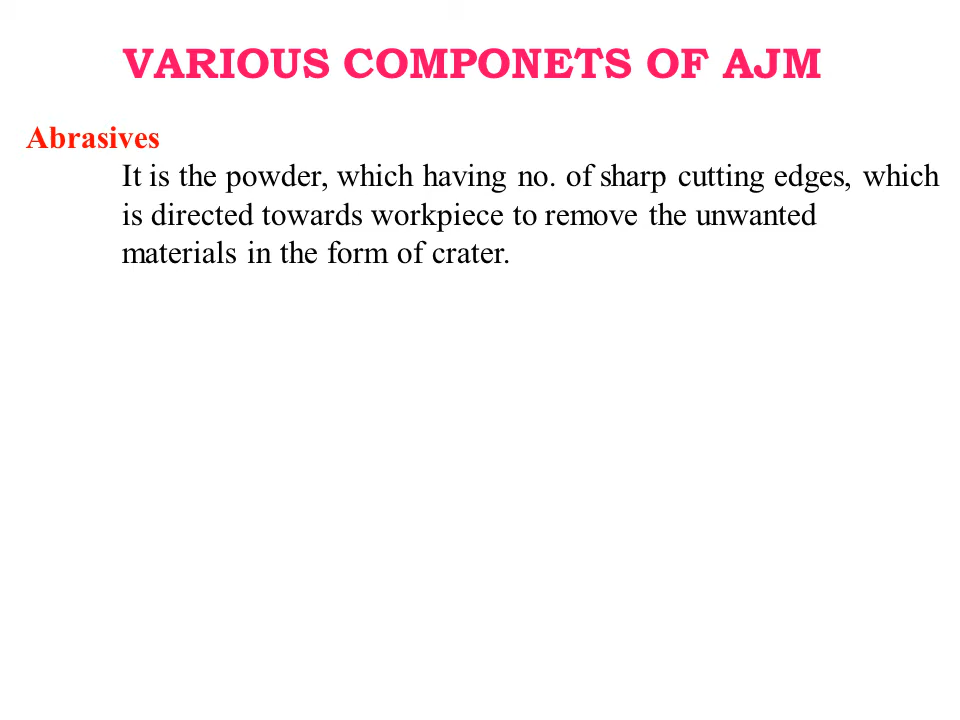 VARIOUS COMPONETS OF AJM
Abrasives
It is the powder, which having no. of sharp cutting edges, which
is directed towards workpiece to remove the unwanted
materials in the form of crater.